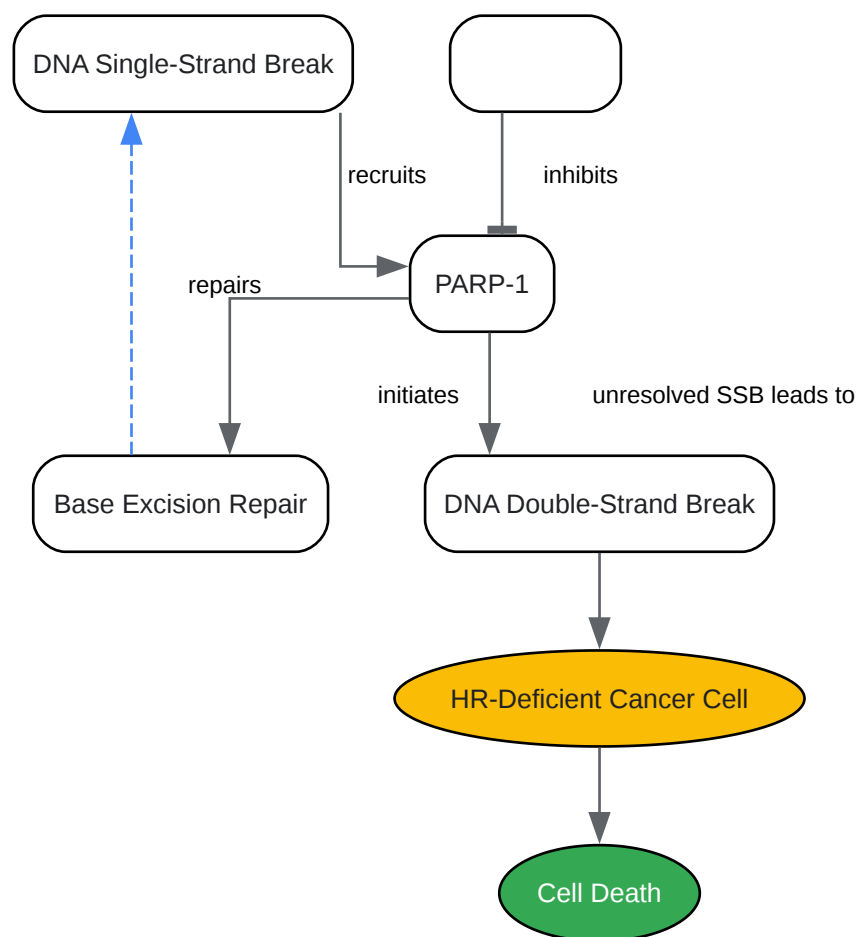 DNA Single-Strand Break
recruits
inhibits
PARP-1
repairs
initiates
unresolved SSB leads to
Base Excision Repair
DNA Double-Strand Break
HR-Deficient Cancer Cell
Cell Death